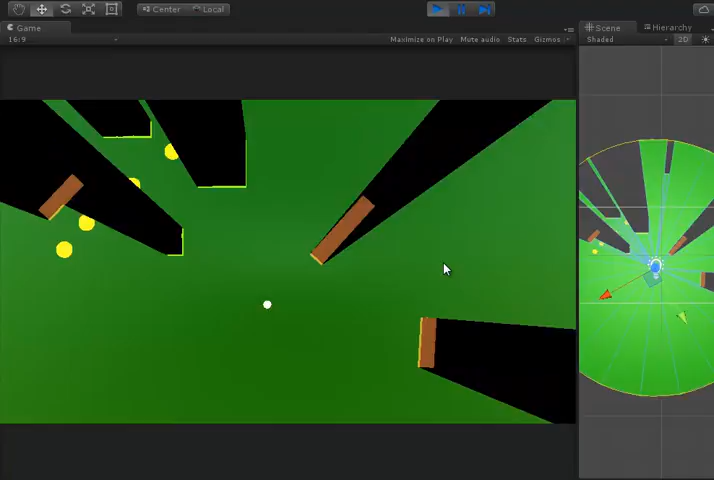 Center Local
Game
16:9 Maximize on Play Mute audio Stats Gizmos
Scene Hierarchy
Shaded 2D